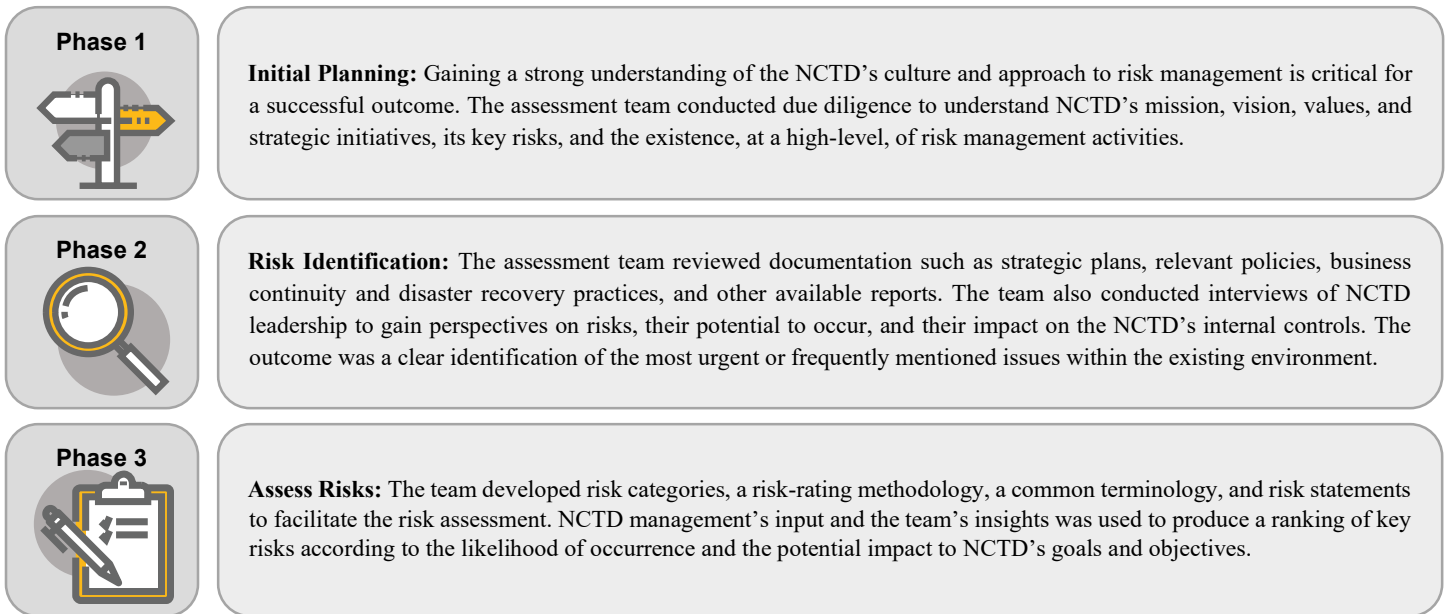 Phase 1
Initial Planning: Gaining a strong understanding of the NCTD’s culture and approach to risk management is critical for
a successful outcome. The assessment team conducted due diligence to understand NCTD’s mission, vision, values, and
strategic initiatives, its key risks, and the existence, at a high-level, of risk management activities.
Phase 2
Risk Identification: The assessment team reviewed documentation such as strategic plans, relevant policies, business
continuity and disaster recovery practices, and other available reports. The team also conducted interviews of NCTD
leadership to gain perspectives on risks, their potential to occur, and their impact on the NCTD’s internal controls. The
outcome was a clear identification of the most urgent or frequently mentioned issues within the existing environment.
Phase 3
Assess Risks: The team developed risk categories, a risk-rating methodology, a common terminology, and risk statements
to facilitate the risk assessment. NCTD management’s input and the team’s insights was used to produce a ranking of key
risks according to the likelihood of occurrence and the potential impact to NCTD’s goals and objectives.